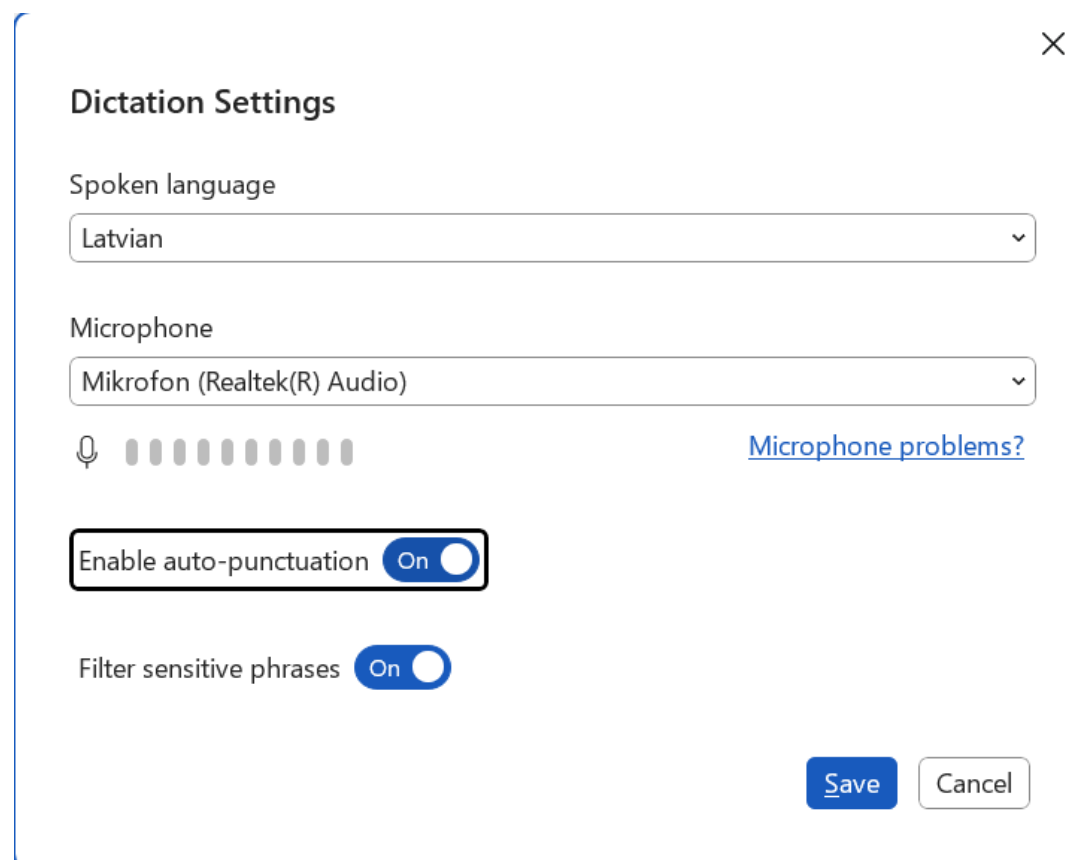 Dictation Settings
Spoken language
Latvian
Microphone
Mikrofon (Realtek(R) Audio)
Microphone problems?
Enable auto-punctuation On
Filter sensitive phrases On
Save Cancel